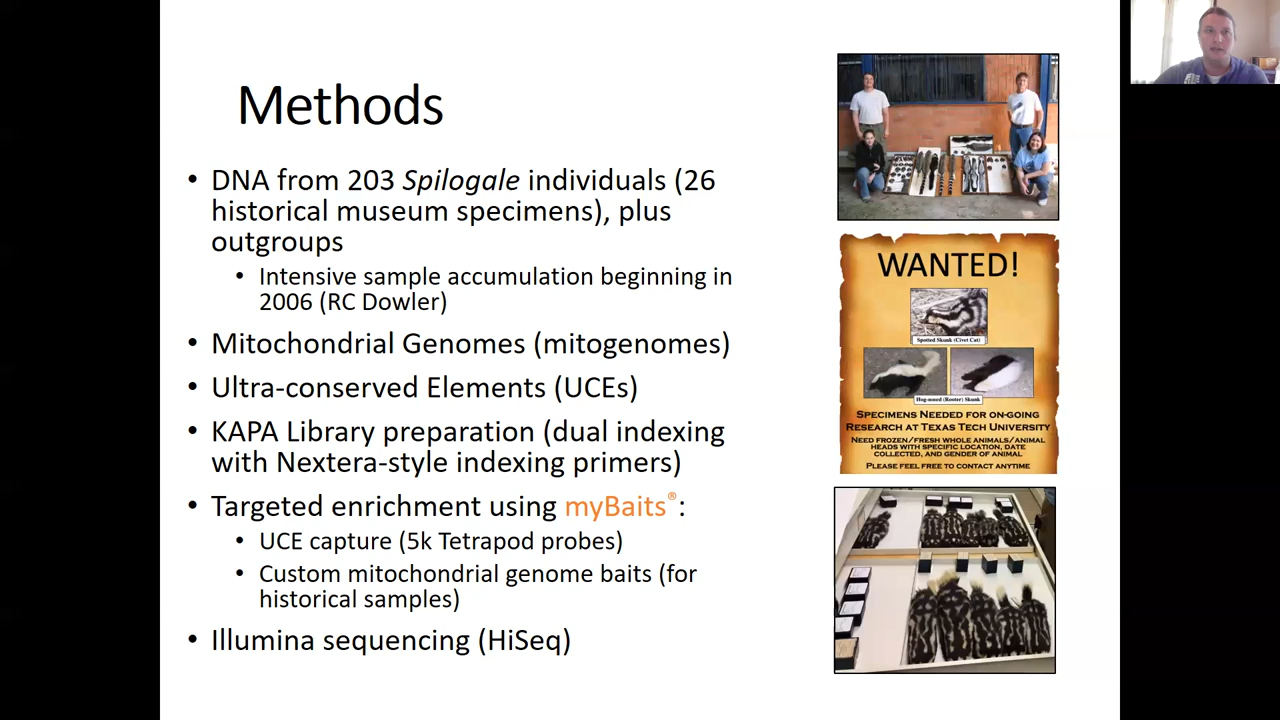 Methods
• DNA from 203 Spilogale individuals (26
historical museum specimens), plus
outgroups
• Intensive sample accumulation beginning in
2006 (RC Dowler)
• Mitochondrial Genomes (mitogenomes)
• Ultra-conserved Elements (UCEs)
• KAPA Library preparation (dual indexing
with Nextera-style indexing primers)
• Targeted enrichment using myBaits®:
• UCE capture (5k Tetrapod probes)
• Custom mitochondrial genome baits (for
historical samples)
• Illumina sequencing (HiSeq)
WANTED!
Spotted Skunk (Civet Cat)
Hog-nosed (Rooter) Skunk
SPECIMENS NEEDED FOR ON-GOING
RESEARCH AT TEXAS TECH UNIVERSITY
NEED FROZEN/FRESH WHOLE ANIMALS/ANIMAL
HEADS WITH SPECIFIC LOCATION, DATE
COLLECTED, AND GENDER OF ANIMAL
PLEASE FEEL FREE TO CONTACT ANYTIME